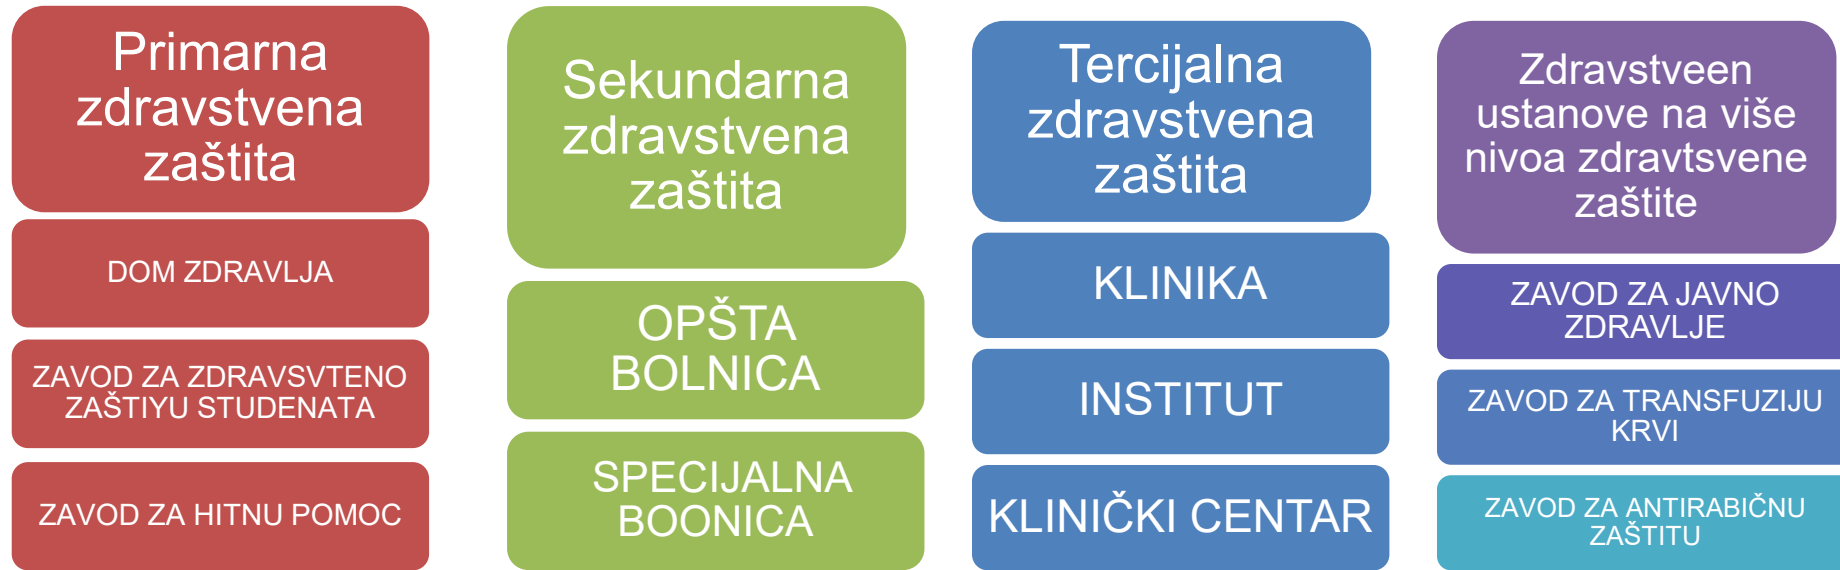 Primarna
zdravstvena
zaštita
DOM ZDRAVLJA
ZAVOD ZA ZDRAVSVTENO
ZAŠTIYU STUDENATA
ZAVOD ZA HITNU POMOC
Sekundarna
zdravstvena
zaštita
OPŠTA
BOLNICA
SPECIJALNA
BOONICA
Tercijalna
zdravstvena
zaštita
KLINIKA
INSTITUT
KLINIČKI CENTAR
Zdravstveen
ustanove na više
nivoa zdravtsvene
zaštite
ZAVOD ZA JAVNO
ZDRAVLJE
ZAVOD ZA TRANSFUZIJU
KRVI
ZAVOD ZA ANTIRABIČNU
ZAŠTITU